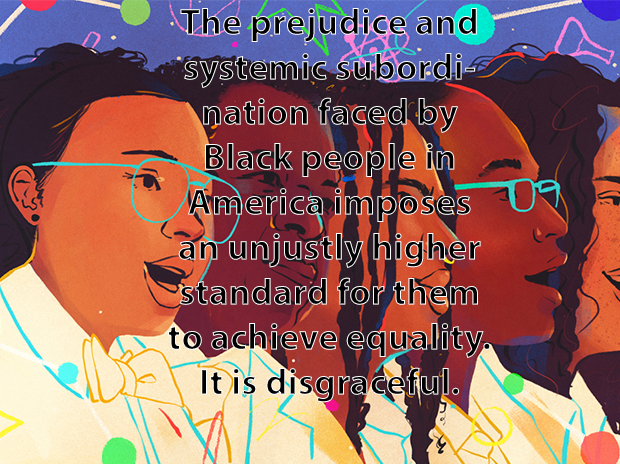 The prejudice and
systemic subordi-
nation faced by
Black people in
America imposes
an unjustly higher
standard for them
to achieve equality.
It is disgraceful.